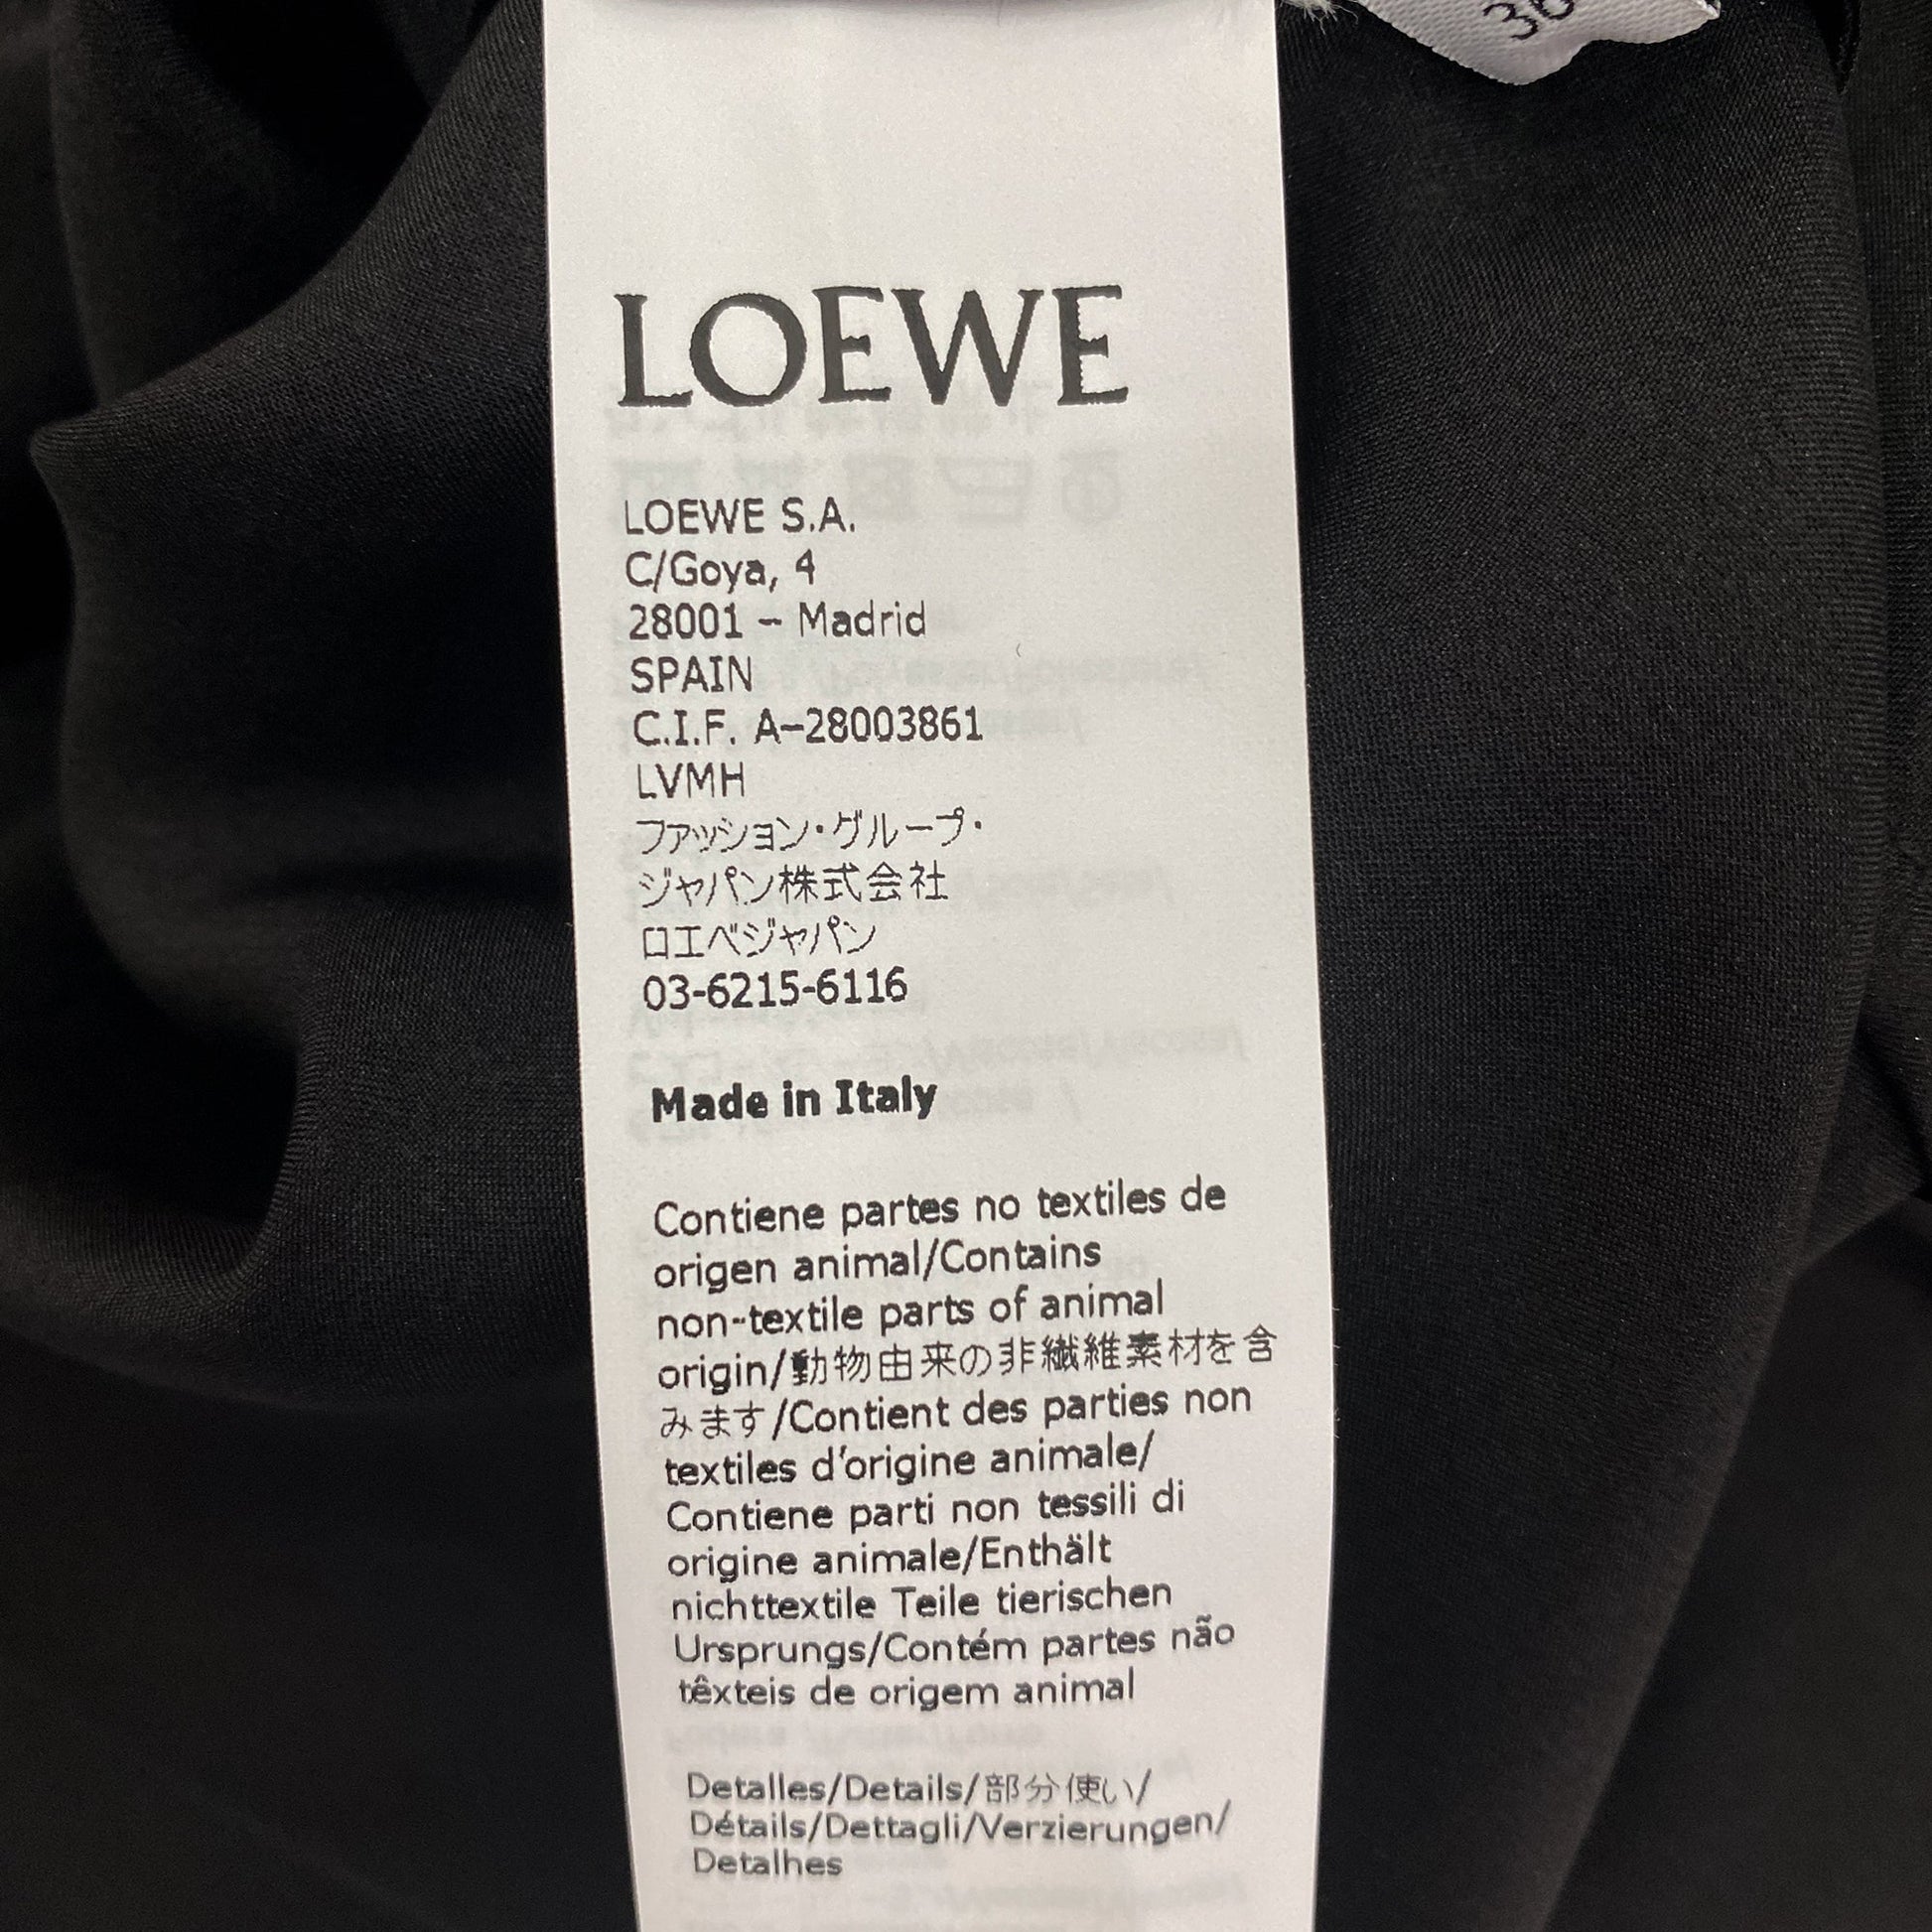 36
LOEWE
LOEWE S.A.
C/Goya, 4
28001 – Madrid
SPAIN
C.I.F. A–28003861
LVMH
ファッション・グループ・
ジャパン株式会社
ロエベジャパン
03-6215-6116
Made in Italy
Contiene partes no textiles de
origen animal/Contains
non-textile parts of animal
origin/動物由来の非繊維素材を含
みます/Contient des parties non
textiles d’origine animale/
Contiene parti non tessili di
origine animale/Enthält
nichttextile Teile tierischen
Ursprungs/Contém partes não
têxteis de origem animal
Detalles/Details/部分使い/
Détails/Dettagli/Verzierungen/
Detalhes